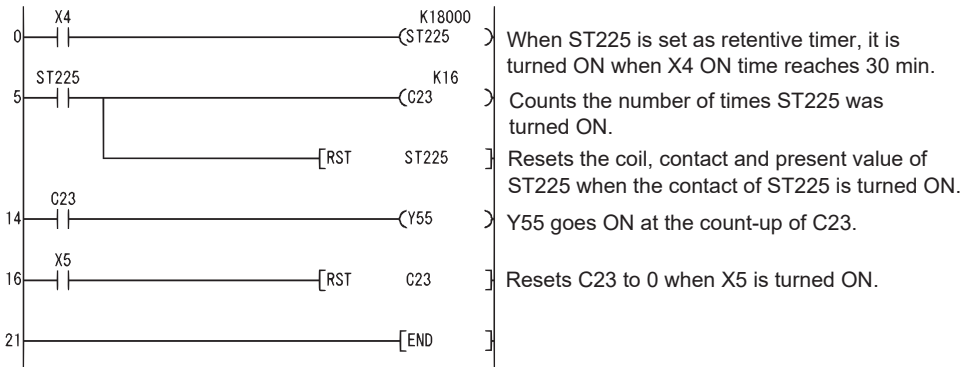 X4 K18000
0 (ST225 ) When ST225 is set as retentive timer, it is
turned ON when X4 ON time reaches 30 min.
ST225 K16
5 (C23 ) Counts the number of times ST225 was
turned ON.
[RST ST225 ] Resets the coil, contact and present value of
ST225 when the contact of ST225 is turned ON.
C23
14 (Y55 ) Y55 goes ON at the count-up of C23.
X5
16 [RST C23 ] Resets C23 to 0 when X5 is turned ON.
21 [END ]